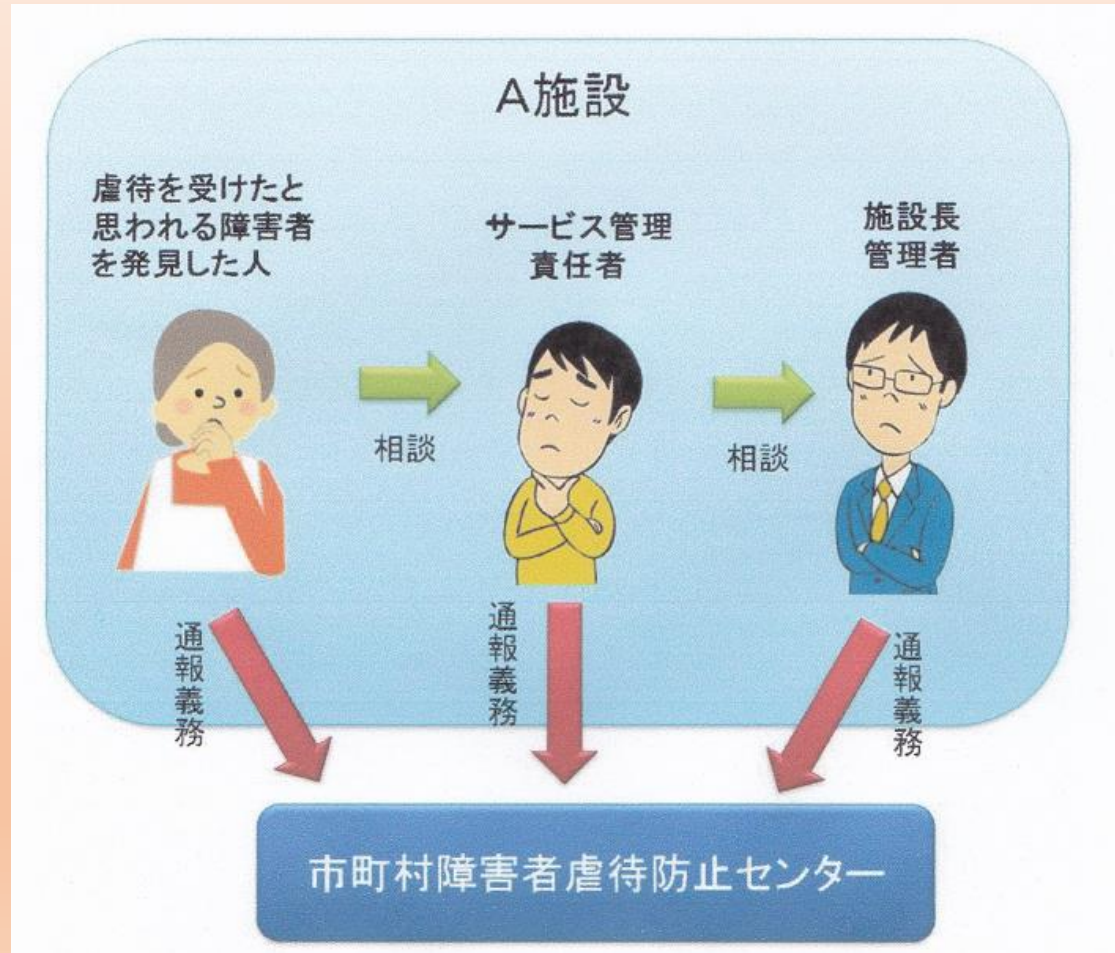 A施設
虐待を受けたと
思われる障害者
を発見した人
サービス管理
責任者
施設長
管理者
相談
相談
通報義務
通報義務
通報義務
市町村障害者虐待防止センター